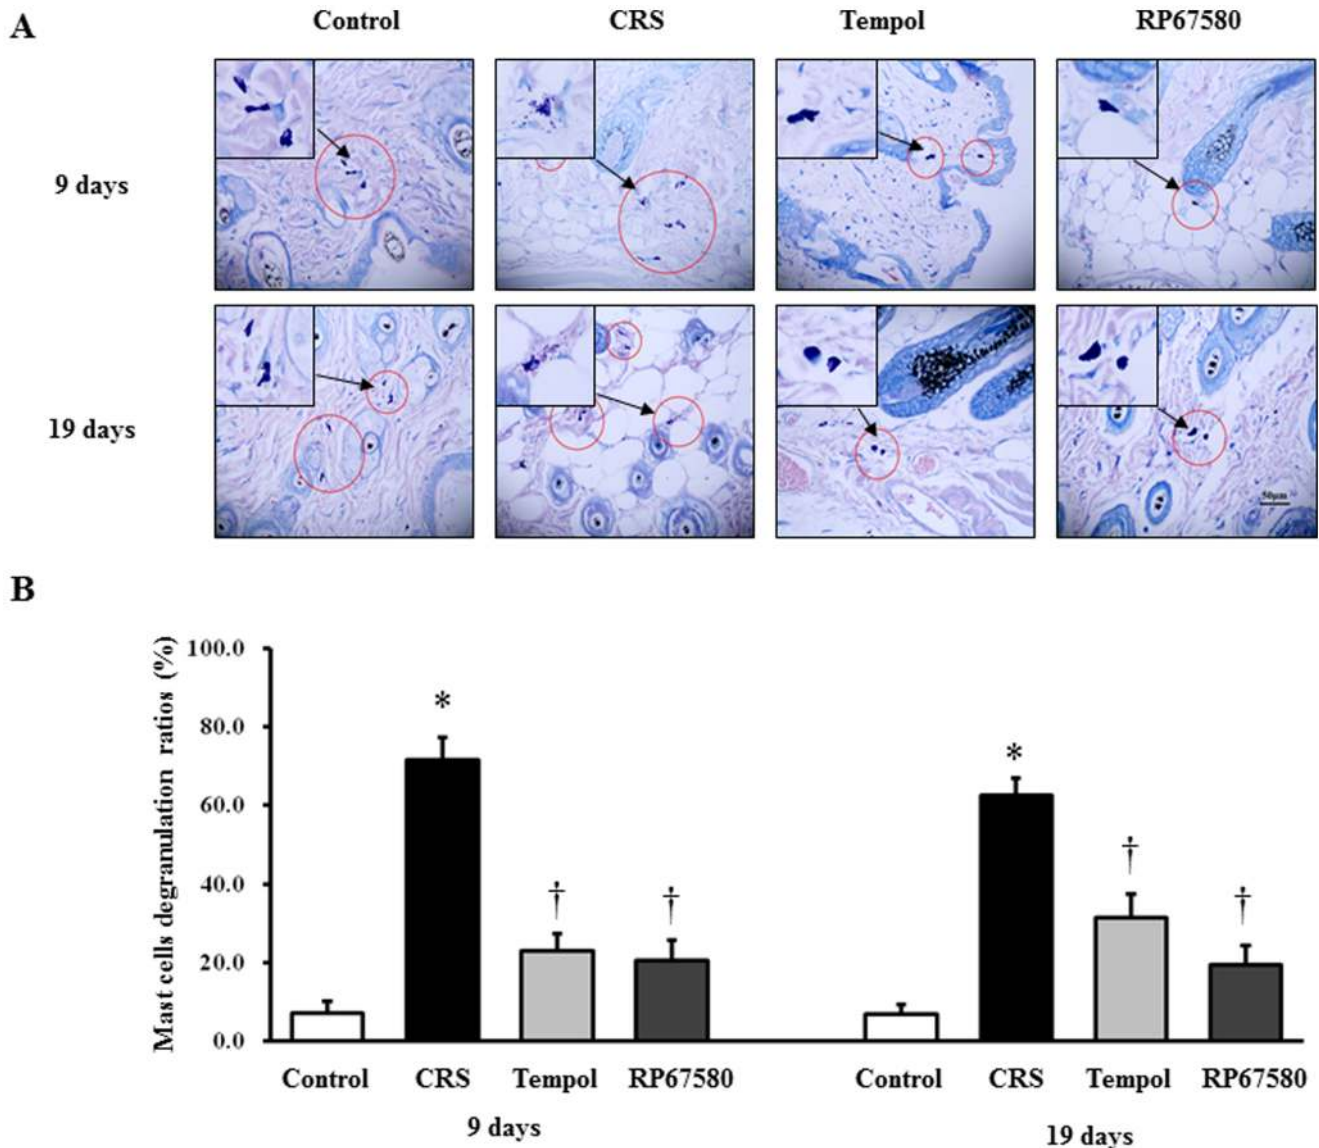 A
Control CRS Tempol RP67580
9 days
19 days
50μm
B
Mast cells degranulation ratios (%)
100.0
80.0
60.0
40.0
20.0
0.0
* † † * † †
Control CRS Tempol RP67580 Control CRS Tempol RP67580
9 days 19 days